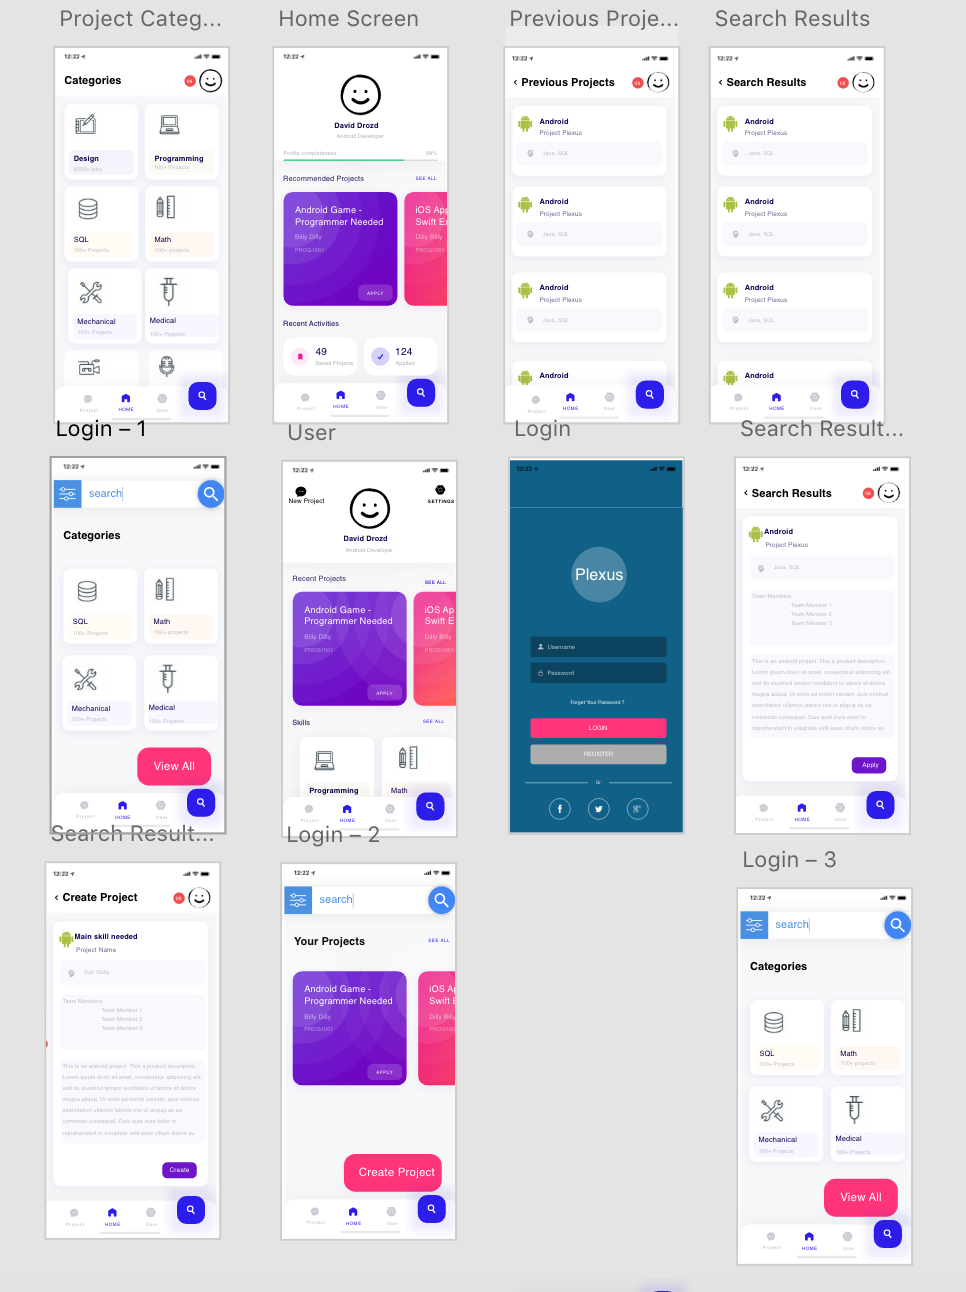 Project Categ...
Home Screen
Previous Proje...
Search Results
12:22
Categories
Design
8000+ jobs
Programming
100+ Projects
SQL
100+ Projects
Math
100+ projects
Mechanical
100+ Projects
Medical
100+ Projects
Project
HOME
User
12:22
David Drozd
Android Developer
Profile completeness
Recommended Projects
SEE ALL
Android Game -
Programmer Needed
Billy Dilly
PROG1001
APPLY
iOS Ap
Swift E
Dilly Billy
PROG1001
Recent Activities
49
Saved Projects
124
Applied
Project
HOME
User
12:22
‹ Previous Projects
Android
Project Plexus
Java, SQL
Android
Project Plexus
Java, SQL
Android
Project Plexus
Java, SQL
Android
Project
HOME
User
12:22
‹ Search Results
Android
Project Plexus
Java, SQL
Android
Project Plexus
Java, SQL
Android
Project Plexus
Java, SQL
Android
Project
HOME
User
Login – 1
User
Login
Search Result...
12:22
search
Categories
SQL
100+ Projects
Math
100+ projects
Mechanical
100+ Projects
Medical
100+ Projects
View All
Project
HOME
User
12:22
New Project
SETTINGS
David Drozd
Android Developer
Recent Projects
SEE ALL
Android Game -
Programmer Needed
Billy Dilly
PROG1001
APPLY
iOS Ap
Swift E
Dilly Billy
PROG1001
Skills
SEE ALL
Programming
Math
Project
HOME
User
12:22
Plexus
Username
Password
Forget Your Password ?
LOGIN
REGISTER
Or
12:22
‹ Search Results
Android
Project Plexus
Java, SQL
Team Members:
Team Member 1
Team Member 2
Team Member 3
This is an android project. This a product description.
Lorem ipsum dolor sit amet, consectetur adipiscing elit,
sed do eiusmod tempor incididunt ut labore et dolore
magna aliqua. Ut enim ad minim veniam, quis nostrud
exercitation ullamco laboris nisi ut aliquip ex ea
commodo consequat. Duis aute irure dolor in
reprehenderit in voluptate velit esse cillum dolore eu
Apply
Project
HOME
User
Search Result...
Login – 2
Login – 3
12:22
‹ Create Project
Main skill needed
Project Name
Sub Skills
Team Members:
Team Member 1
Team Member 2
Team Member 3
This is an android project. This a product description.
Lorem ipsum dolor sit amet, consectetur adipiscing elit,
sed do eiusmod tempor incididunt ut labore et dolore
magna aliqua. Ut enim ad minim veniam, quis nostrud
exercitation ullamco laboris nisi ut aliquip ex ea
commodo consequat. Duis aute irure dolor in
reprehenderit in voluptate velit esse cillum dolore eu
Create
Project
HOME
User
12:22
search
Your Projects
SEE ALL
Android Game -
Programmer Needed
Billy Dilly
PROG1001
APPLY
iOS A
Swift E
Dilly Billy
PROG1001
Create Project
Project
HOME
User
12:22
search
Categories
SQL
100+ Projects
Math
100+ projects
Mechanical
100+ Projects
Medical
100+ Projects
View All
Project
HOME
User